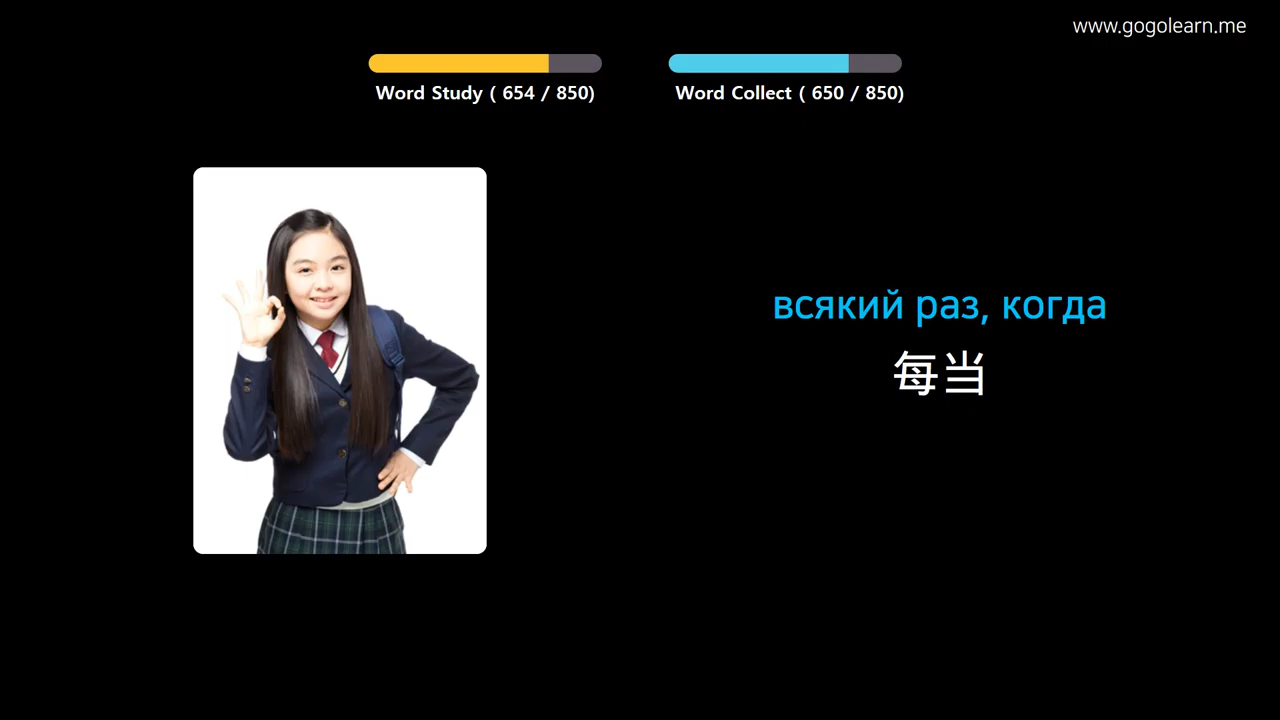 www.gogolearn.me
Word Study ( 654 / 850)
Word Collect ( 650 / 850)
всякий раз, когда
每当